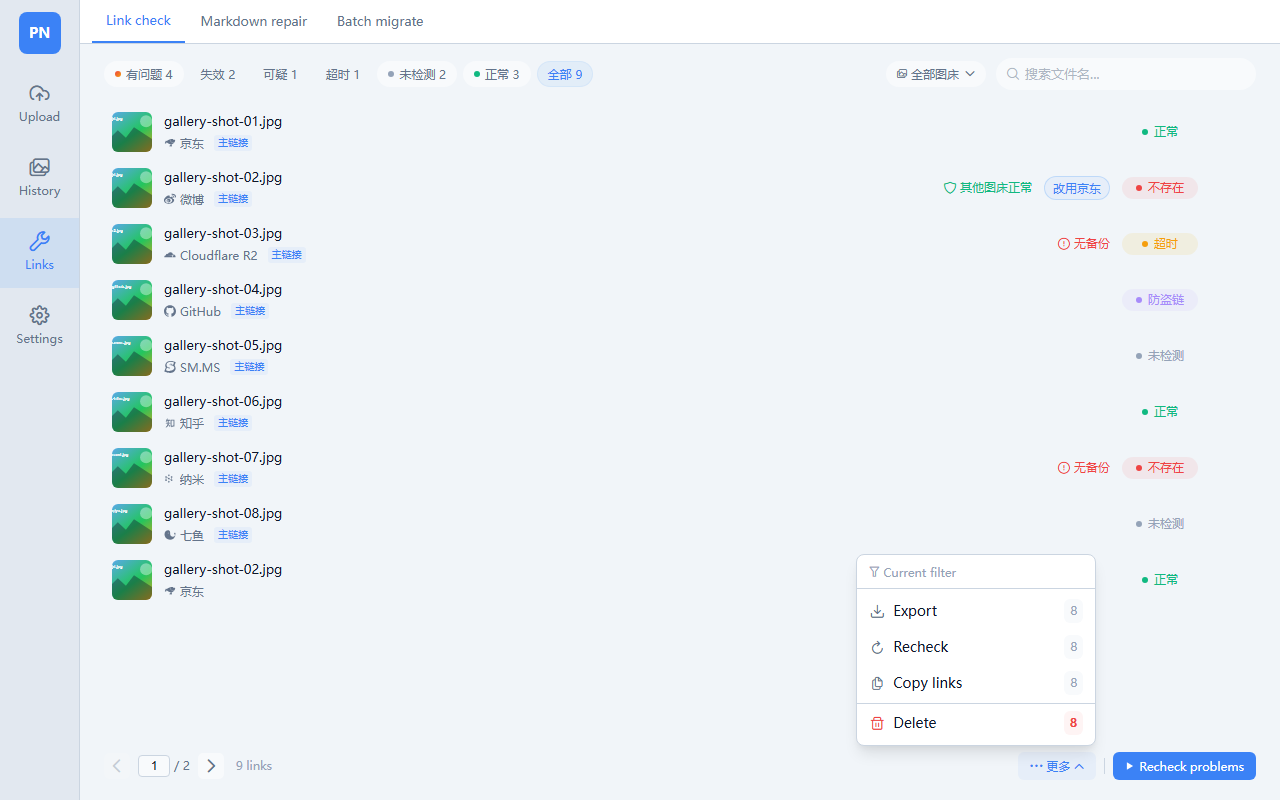 PN
Upload
History
Links
Settings
Link check
Markdown repair
Batch migrate
有问题 4
失效 2
可疑 1
超时 1
未检测 2
正常 3
全部 9
全部图床
搜索文件名...
gallery-shot-01.jpg
京东
主链接
正常
gallery-shot-02.jpg
微博
主链接
其他图床正常
改用京东
不存在
gallery-shot-03.jpg
Cloudflare R2
主链接
无备份
超时
gallery-shot-04.jpg
GitHub
主链接
防盗链
gallery-shot-05.jpg
SM.MS
主链接
未检测
gallery-shot-06.jpg
知 知乎
主链接
正常
gallery-shot-07.jpg
纳米
主链接
无备份
不存在
gallery-shot-08.jpg
七鱼
主链接
未检测
gallery-shot-02.jpg
京东
正常
Current filter
Export 8
Recheck 8
Copy links 8
Delete 8
1 / 2
9 links
更多
Recheck problems